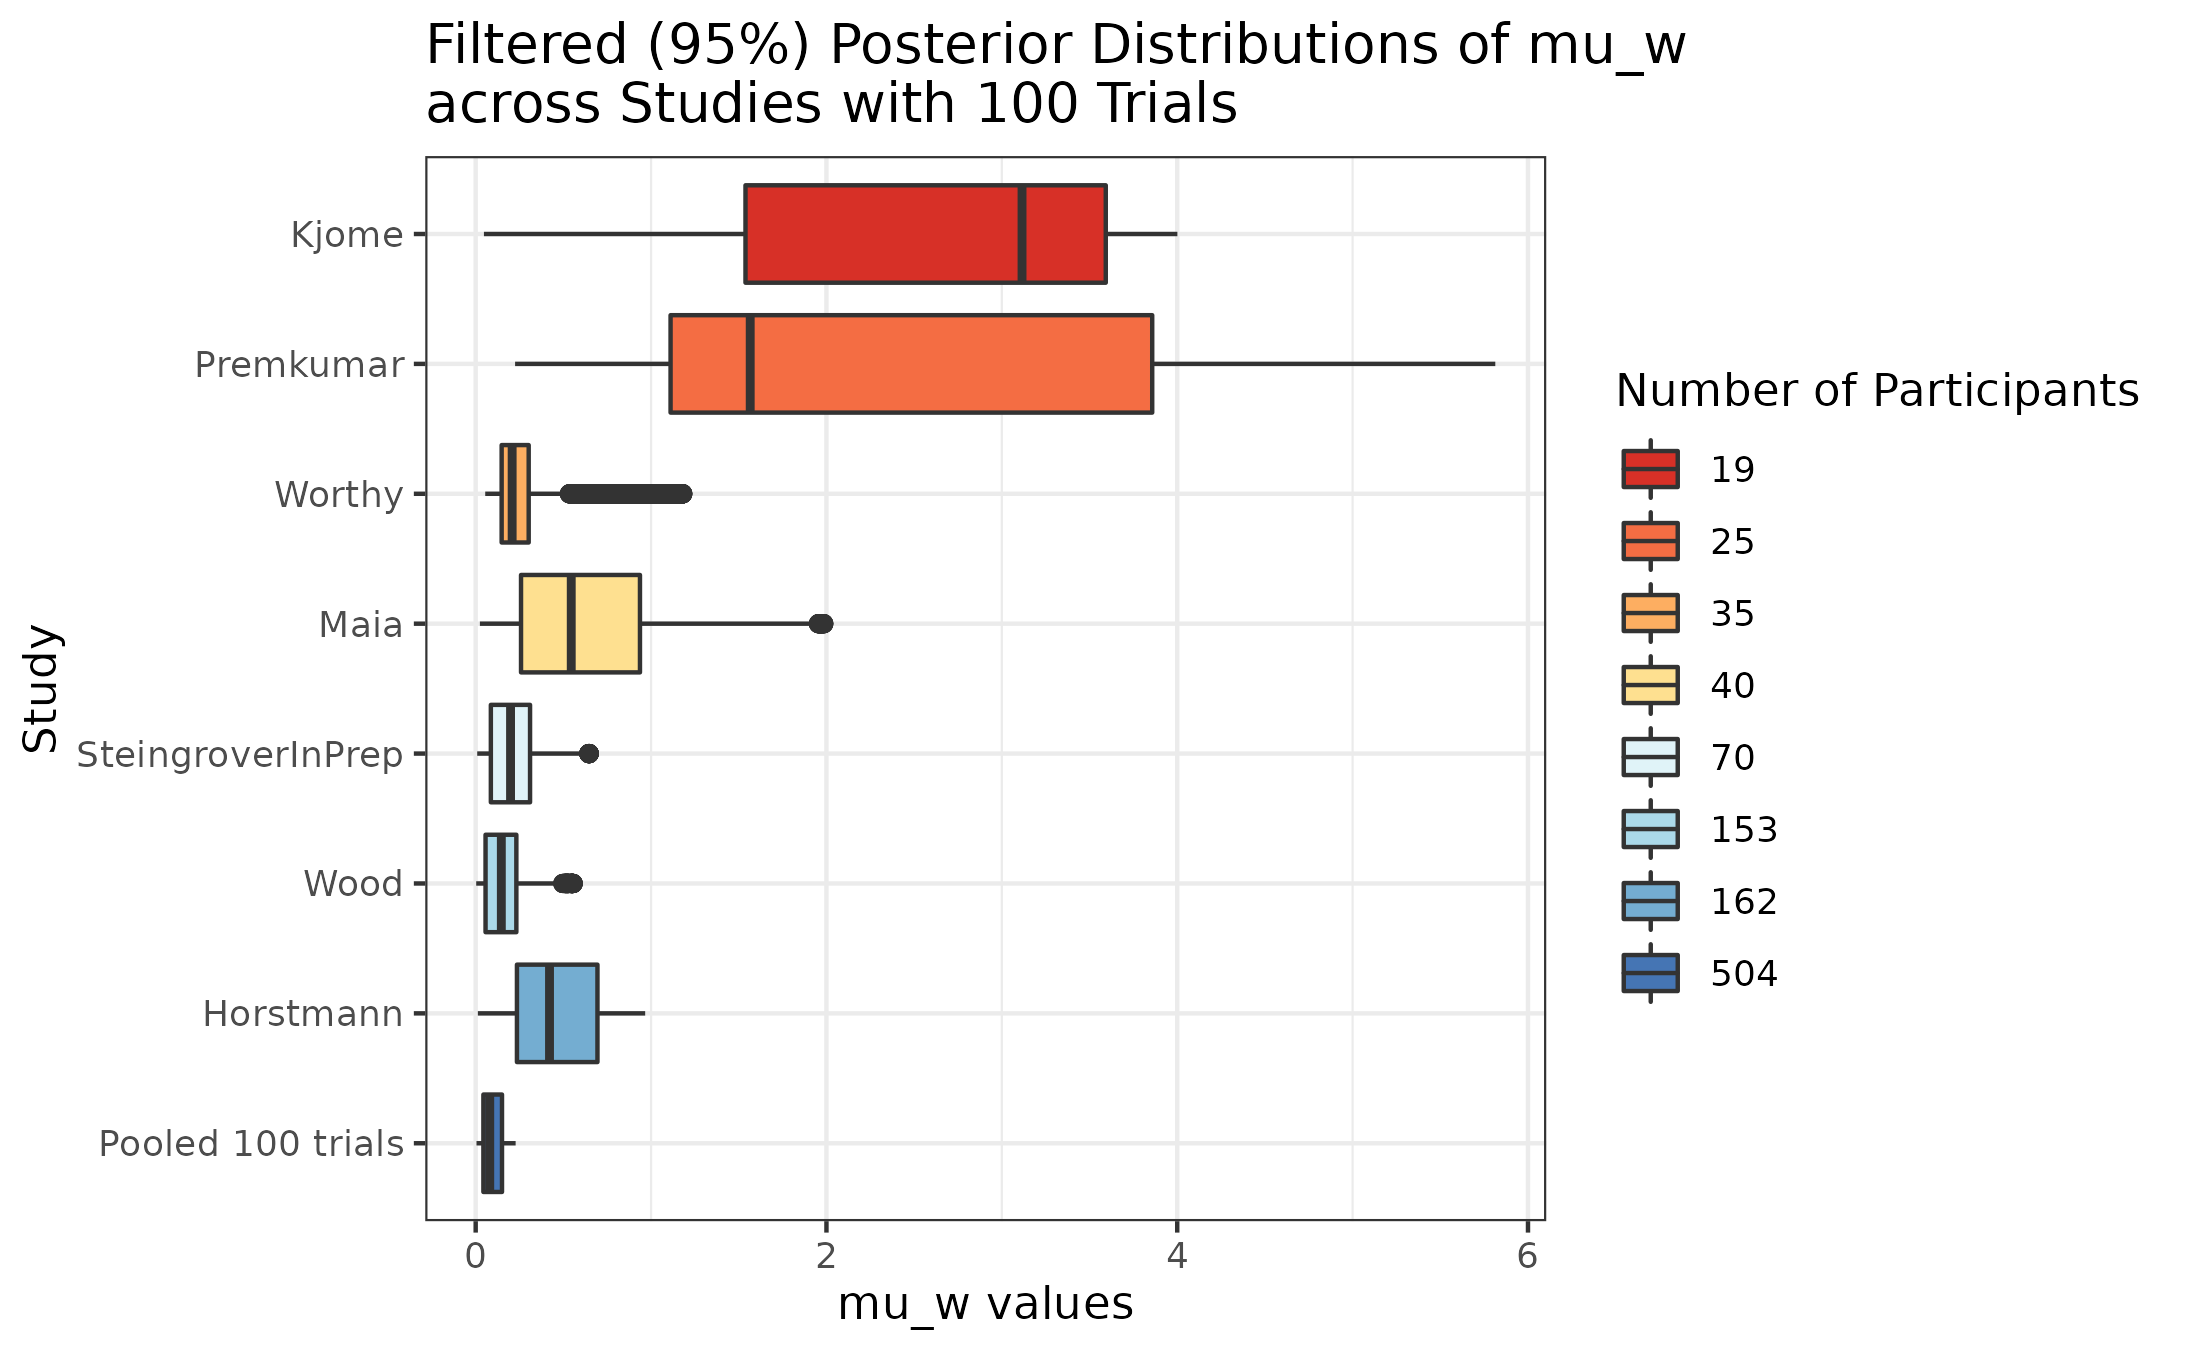 Filtered (95%) Posterior Distributions of mu_w
across Studies with 100 Trials
Study
Kjome
Premkumar
Worthy
Maia
SteingroverInPrep
Wood
Horstmann
Pooled 100 trials
0 2 4 6
mu_w values
Number of Participants
19
25
35
40
70
153
162
504